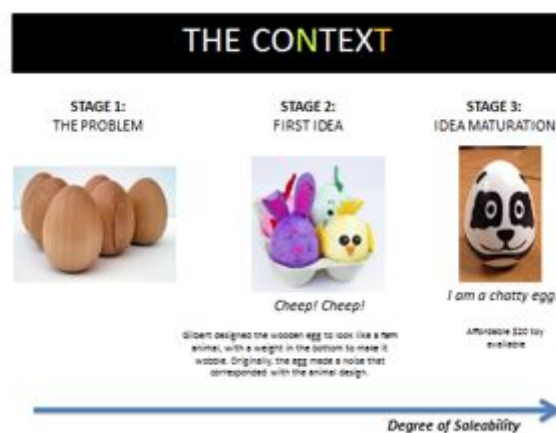 THE CONTEXT
STAGE 1:
THE PROBLEM
STAGE 2:
FIRST IDEA
STAGE 3:
IDEA MATURATION
Cheep! Cheep!
I am a chatty egg!
Gilbert designed the wooden egg to look like a farm
animal, with a weight in the bottom to make it
wobble. Originally, the egg made a noise that
corresponded with the animal design.
Affordable $20 toy
available
Degree of Saleability